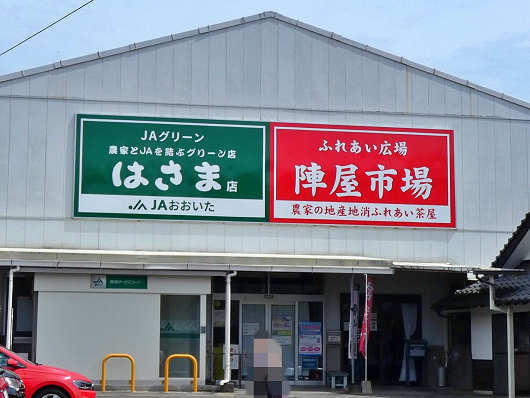 JAグリーン
農家とJAを結ぶグリーン店
はさま店
JAおおいた
ふれあい広場
陣屋市場
農家の地産地消ふれあい茶屋